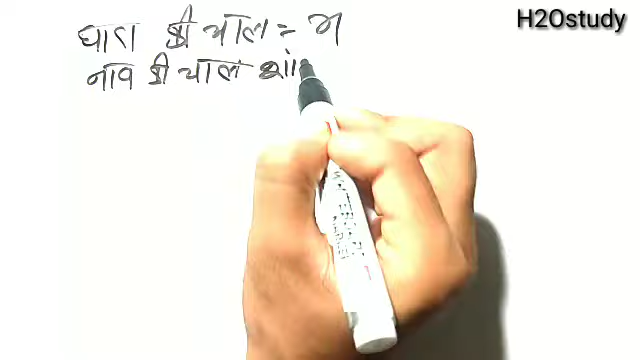 H2Ostudy
धारा की चाल =
नाव की चाल शां